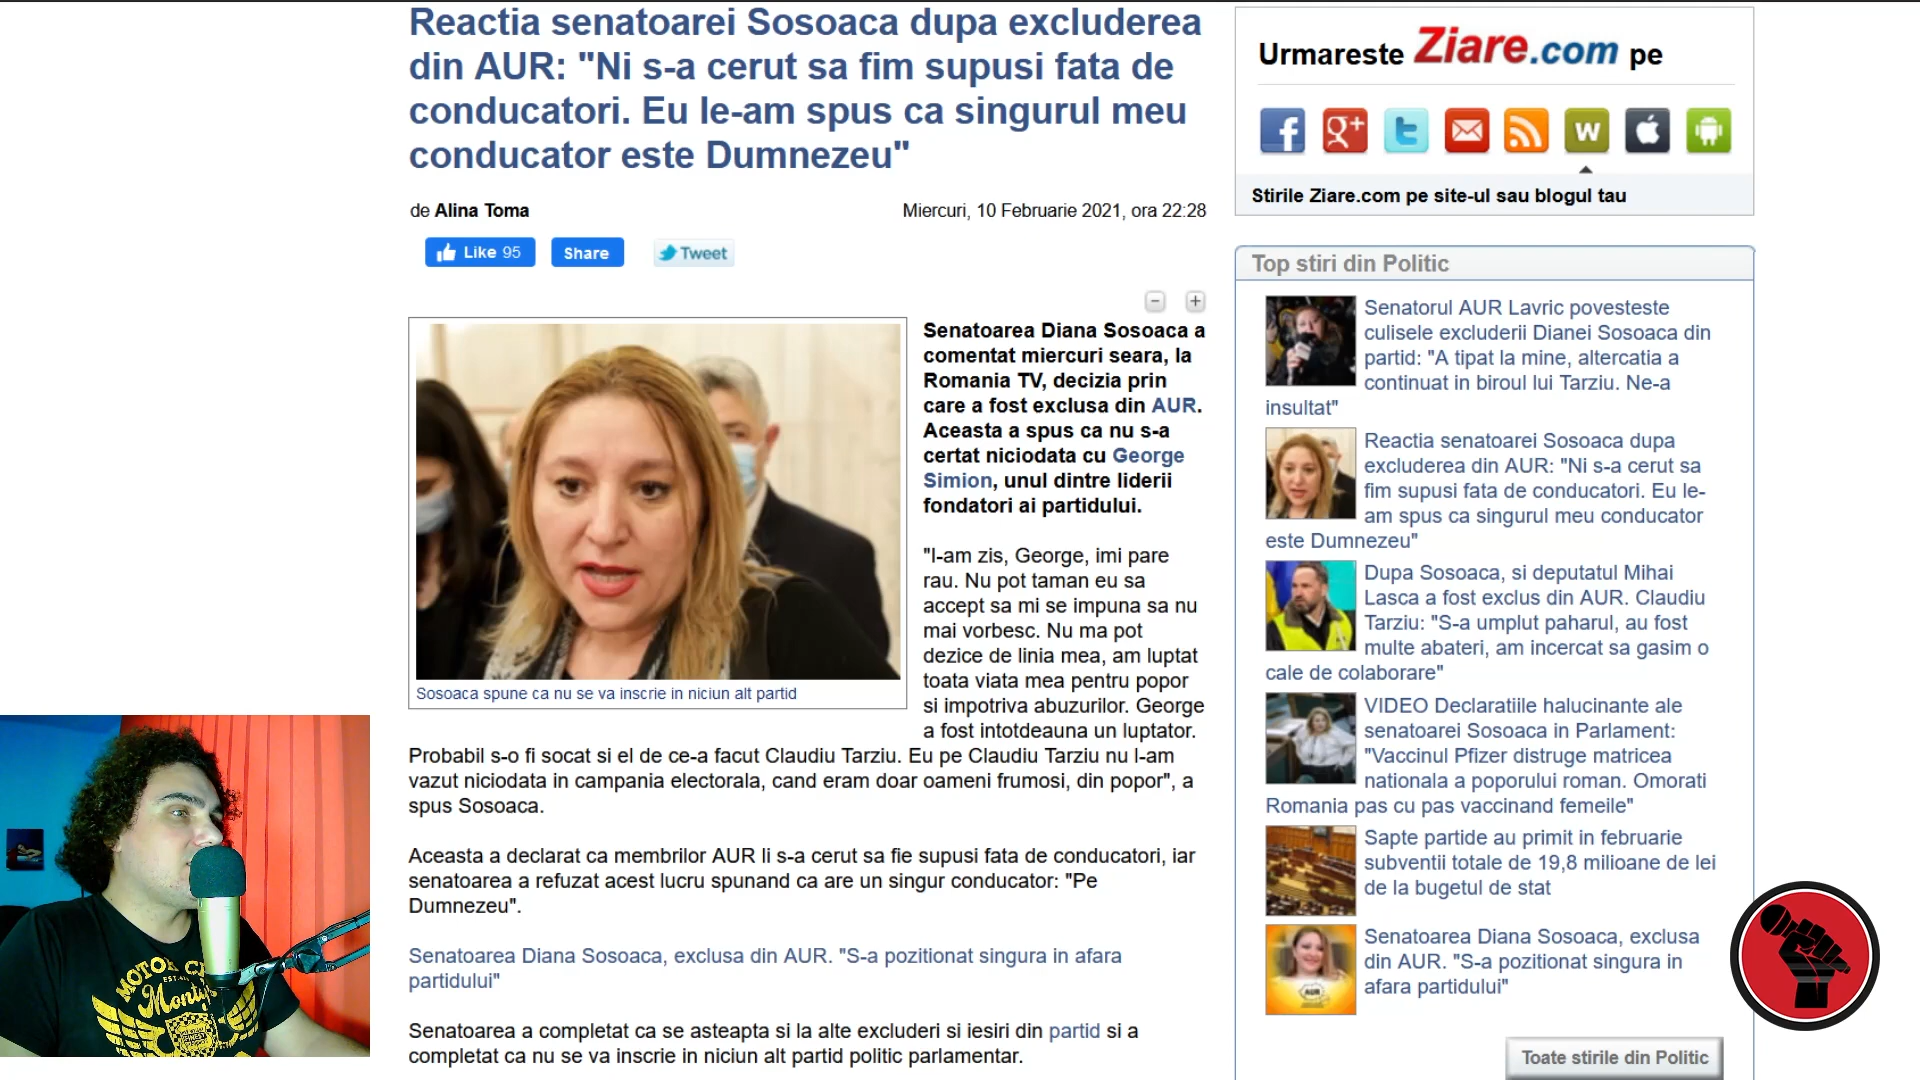 Reactia senatoarei Sosoaca dupa excluderea
din AUR: "Ni s-a cerut sa fim supusi fata de
conducatori. Eu le-am spus ca singurul meu
conducator este Dumnezeu"
de Alina Toma
Miercuri, 10 Februarie 2021, ora 22:28
Like 95
Share
Tweet
Senatoarea Diana Sosoaca a
comentat miercuri seara, la
Romania TV, decizia prin
care a fost exclusa din AUR.
Aceasta a spus ca nu s-a
certat niciodata cu George
Simion, unul dintre liderii
fondatori ai partidului.
"I-am zis, George, imi pare
rau. Nu pot taman eu sa
accept sa mi se impuna sa nu
mai vorbesc. Nu ma pot
dezice de linia mea, am luptat
toata viata mea pentru popor
si impotriva abuzurilor. George
a fost intotdeauna un luptator.
Sosoaca spune ca nu se va inscrie in niciun alt partid
Probabil s-o fi socat si el de ce-a facut Claudiu Tarziu. Eu pe Claudiu Tarziu nu l-am
vazut niciodata in campania electorala, cand eram doar oameni frumosi, din popor", a
spus Sosoaca.
Aceasta a declarat ca membrilor AUR li s-a cerut sa fie supusi fata de conducatori, iar
senatoarea a refuzat acest lucru spunand ca are un singur conducator: "Pe
Dumnezeu".
Senatoarea Diana Sosoaca, exclusa din AUR. "S-a pozitionat singura in afara
partidului"
Senatoarea a completat ca se asteapta si la alte excluderi si iesiri din partid si a
completat ca nu se va inscrie in niciun alt partid politic parlamentar.
Urmareste Ziare.com pe
Stirile Ziare.com pe site-ul sau blogul tau
Top stiri din Politic
Senatorul AUR Lavric povesteste
culisele excluderii Dianei Sosoaca din
partid: "A tipat la mine, altercatia a
continuat in biroul lui Tarziu. Ne-a
insultat"
Reactia senatoarei Sosoaca dupa
excluderea din AUR: "Ni s-a cerut sa
fim supusi fata de conducatori. Eu le-
am spus ca singurul meu conducator
este Dumnezeu"
Dupa Sosoaca, si deputatul Mihai
Lasca a fost exclus din AUR. Claudiu
Tarziu: "S-a umplut paharul, au fost
multe abateri, am incercat sa gasim o
cale de colaborare"
VIDEO Declaratiile halucinante ale
senatoarei Sosoaca in Parlament:
"Vaccinul Pfizer distruge matricea
nationala a poporului roman. Omorati
Romania pas cu pas vaccinand femeile"
Sapte partide au primit in februarie
subventii totale de 19,8 milioane de lei
de la bugetul de stat
Senatoarea Diana Sosoaca, exclusa
din AUR. "S-a pozitionat singura in
afara partidului"
AUR
Toate stirile din Politic
MOTOR